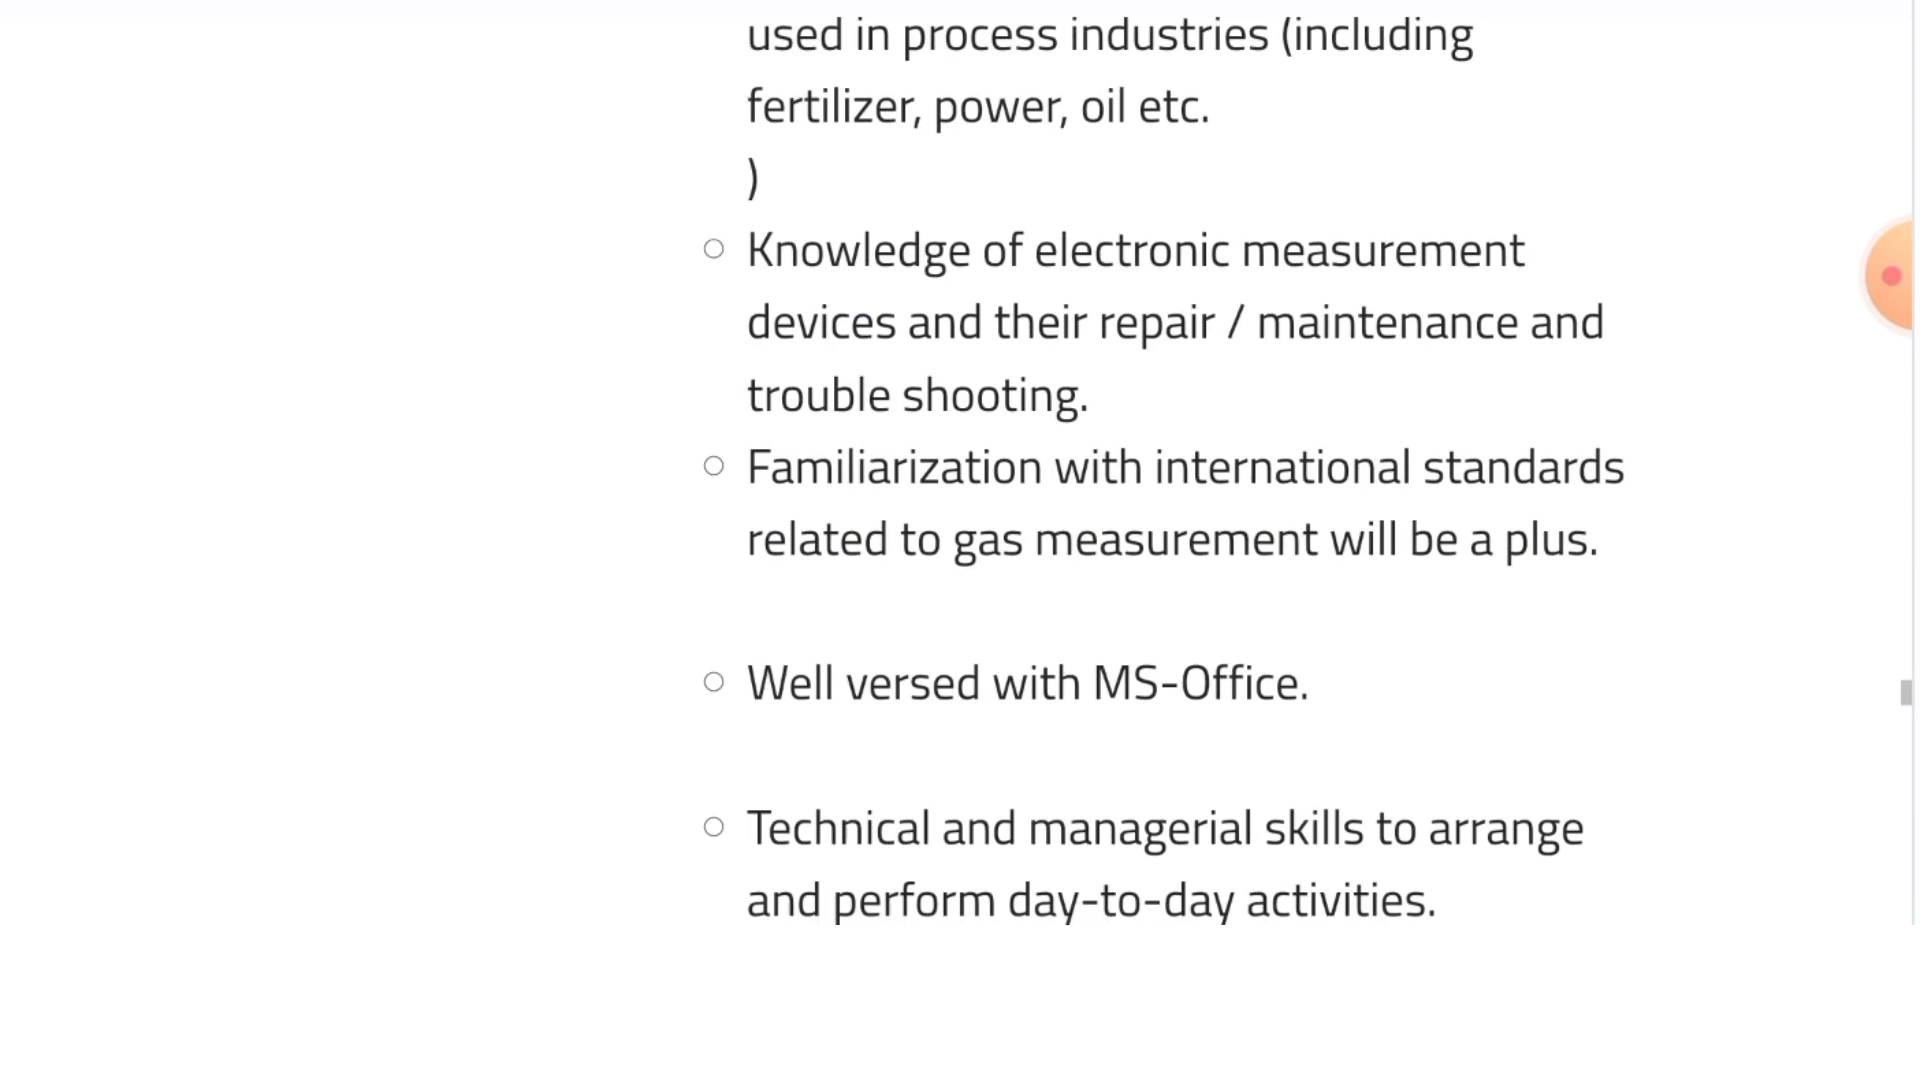 used in process industries (including
fertilizer, power, oil etc.
)
Knowledge of electronic measurement
devices and their repair / maintenance and
trouble shooting.
Familiarization with international standards
related to gas measurement will be a plus.
Well versed with MS-Office.
Technical and managerial skills to arrange
and perform day-to-day activities.